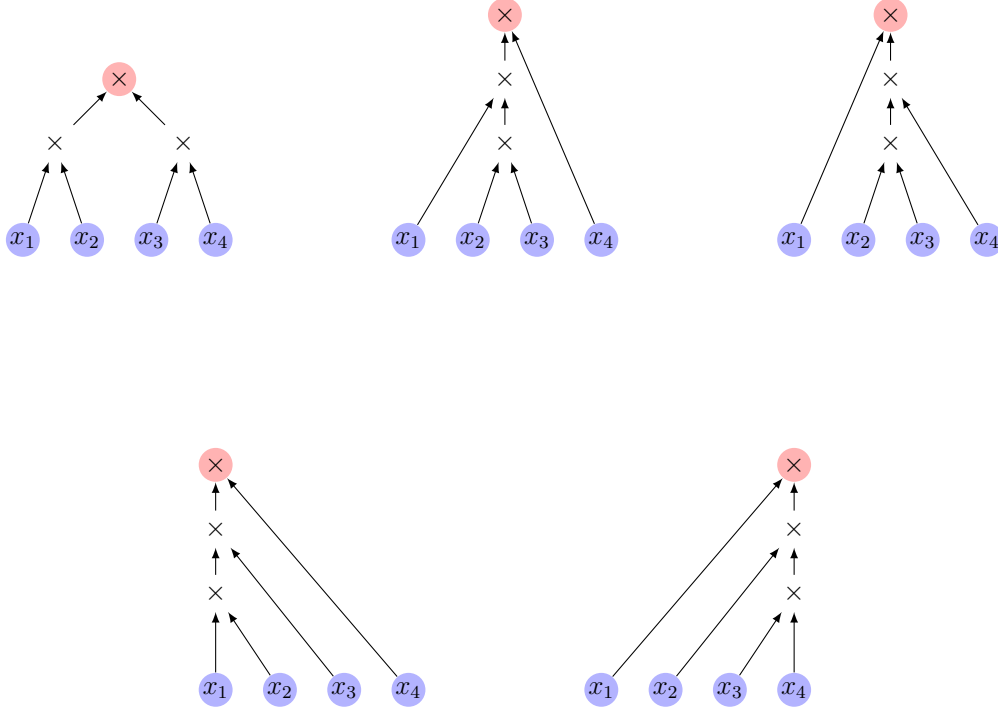 × ×
× ×
×
× × × ×
x₁ x₂ x₃ x₄ x₁ x₂ x₃ x₄ x₁ x₂ x₃ x₄
× ×
× ×
× ×
x₁ x₂ x₃ x₄ x₁ x₂ x₃ x₄